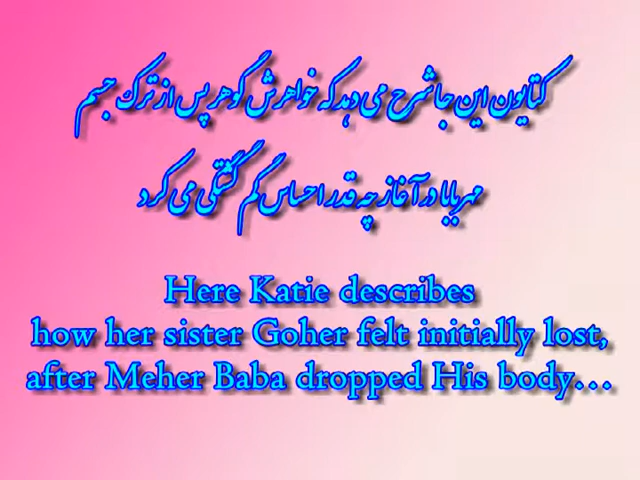 کتایون این جا شرح می دهد که خواهرش گوهر پس از ترک جسم
مهربابا در آغاز چه قدر احساس گم گشتگی می کرد
Here Katie describes
how her sister Goher felt initially lost,
after Meher Baba dropped His body...